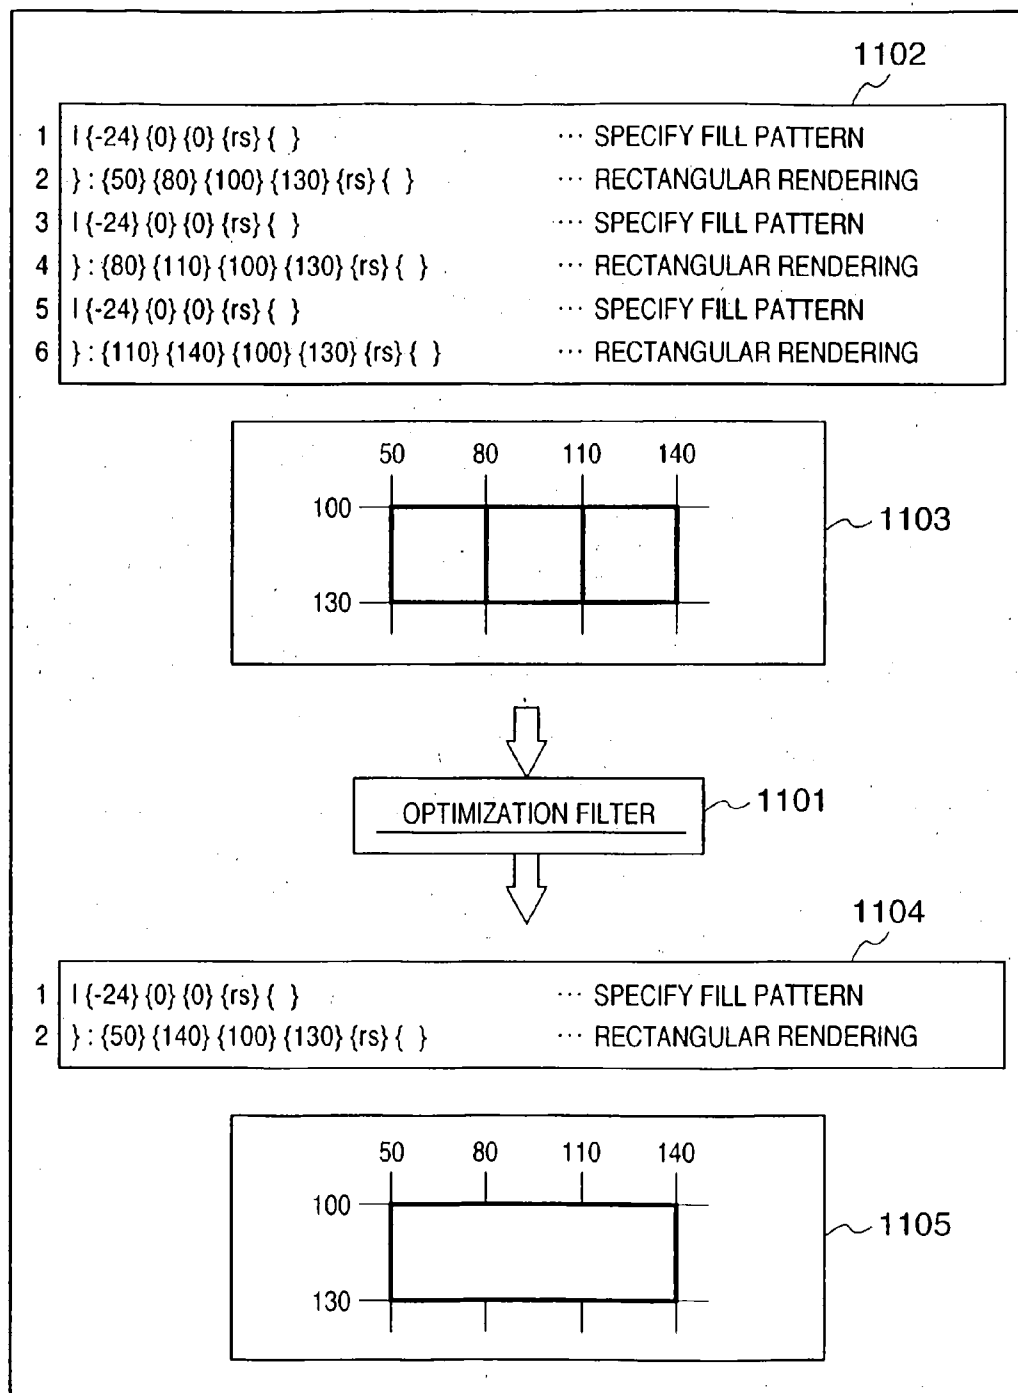 1102
1 I {-24} {0} {0} {rs} { } ··· SPECIFY FILL PATTERN
2 } : {50} {80} {100} {130} {rs} { } ··· RECTANGULAR RENDERING
3 I {-24} {0} {0} {rs} { } ··· SPECIFY FILL PATTERN
4 } : {80} {110} {100} {130} {rs} { } ··· RECTANGULAR RENDERING
5 I {-24} {0} {0} {rs} { } ··· SPECIFY FILL PATTERN
6 } : {110} {140} {100} {130} {rs} { } ··· RECTANGULAR RENDERING
50 80 110 140
100
1103
130
OPTIMIZATION FILTER 1101
1104
1 I {-24} {0} {0} {rs} { } ··· SPECIFY FILL PATTERN
2 } : {50} {140} {100} {130} {rs} { } ··· RECTANGULAR RENDERING
50 80 110 140
100
1105
130